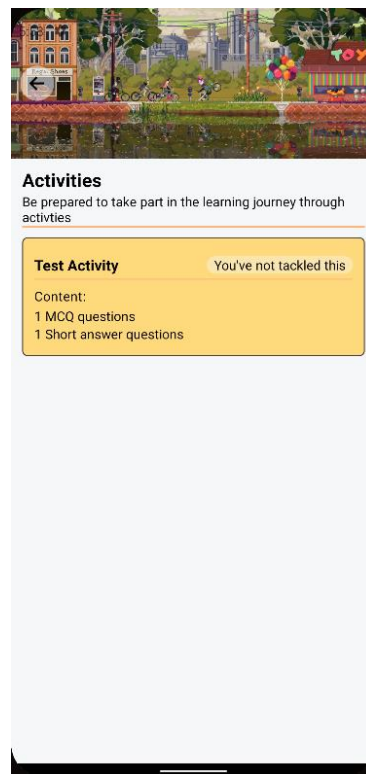 TOY
Activities
Be prepared to take part in the learning journey through
activties
Test Activity
You've not tackled this
Content:
1 MCQ questions
1 Short answer questions